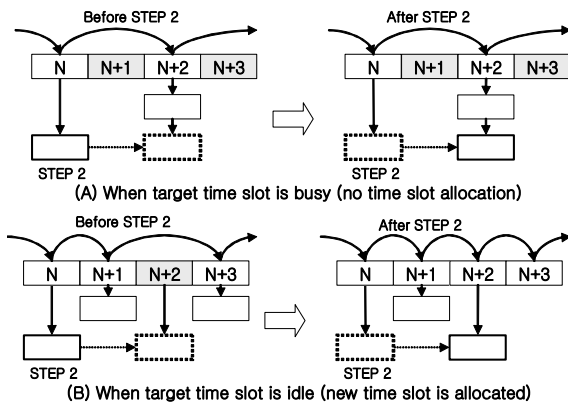 Before STEP 2 After STEP 2
N N+1 N+2 N+3 N N+1 N+2 N+3
STEP 2 STEP 2
(A) When target time slot is busy (no time slot allocation)
Before STEP 2 After STEP 2
N N+1 N+2 N+3 N N+1 N+2 N+3
STEP 2 STEP 2
(B) When target time slot is idle (new time slot is allocated)